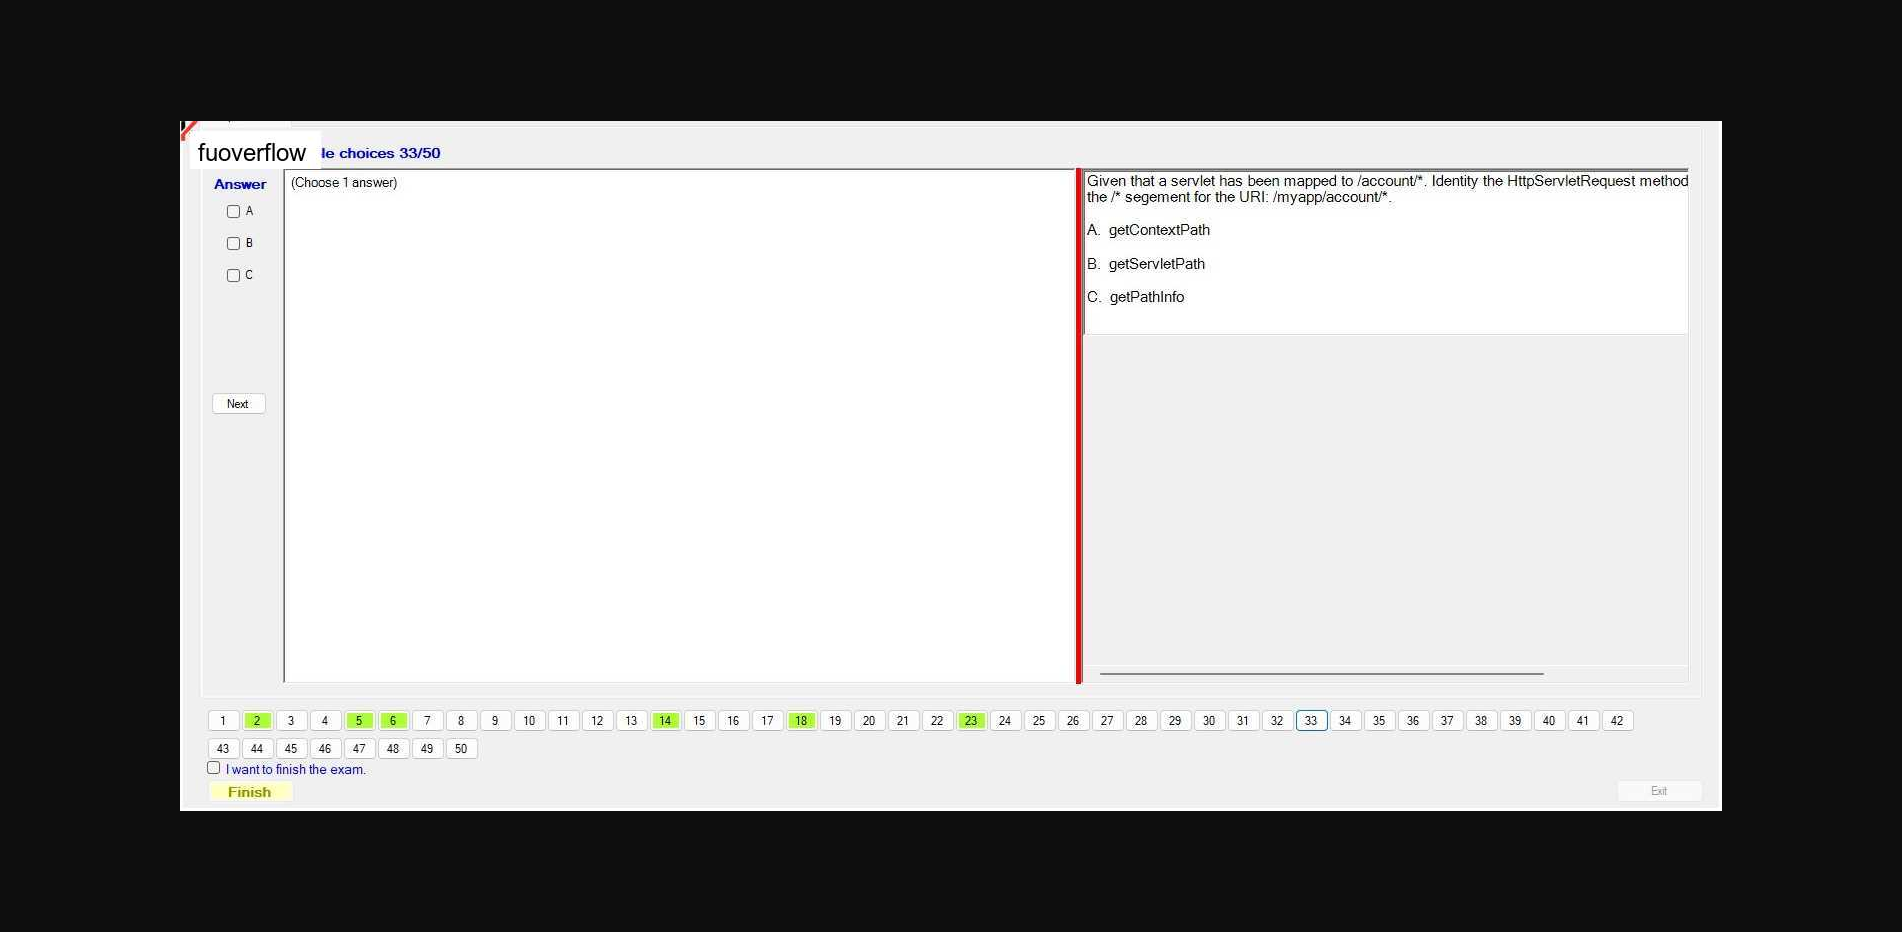 fuoverflow
le choices 33/50
Answer
(Choose 1 answer)
A
B
C
Next
Given that a servlet has been mapped to /account/*. Identity the HttpServletRequest method
the /* segement for the URI: /myapp/account/*.
A. getContextPath
B. getServletPath
C. getPathInfo
1 2 3 4 5 6 7 8 9 10 11 12 13 14 15 16 17 18 19 20 21 22 23 24 25 26 27 28 29 30 31 32 33 34 35 36 37 38 39 40 41 42
43 44 45 46 47 48 49 50
I want to finish the exam.
Finish
Exit